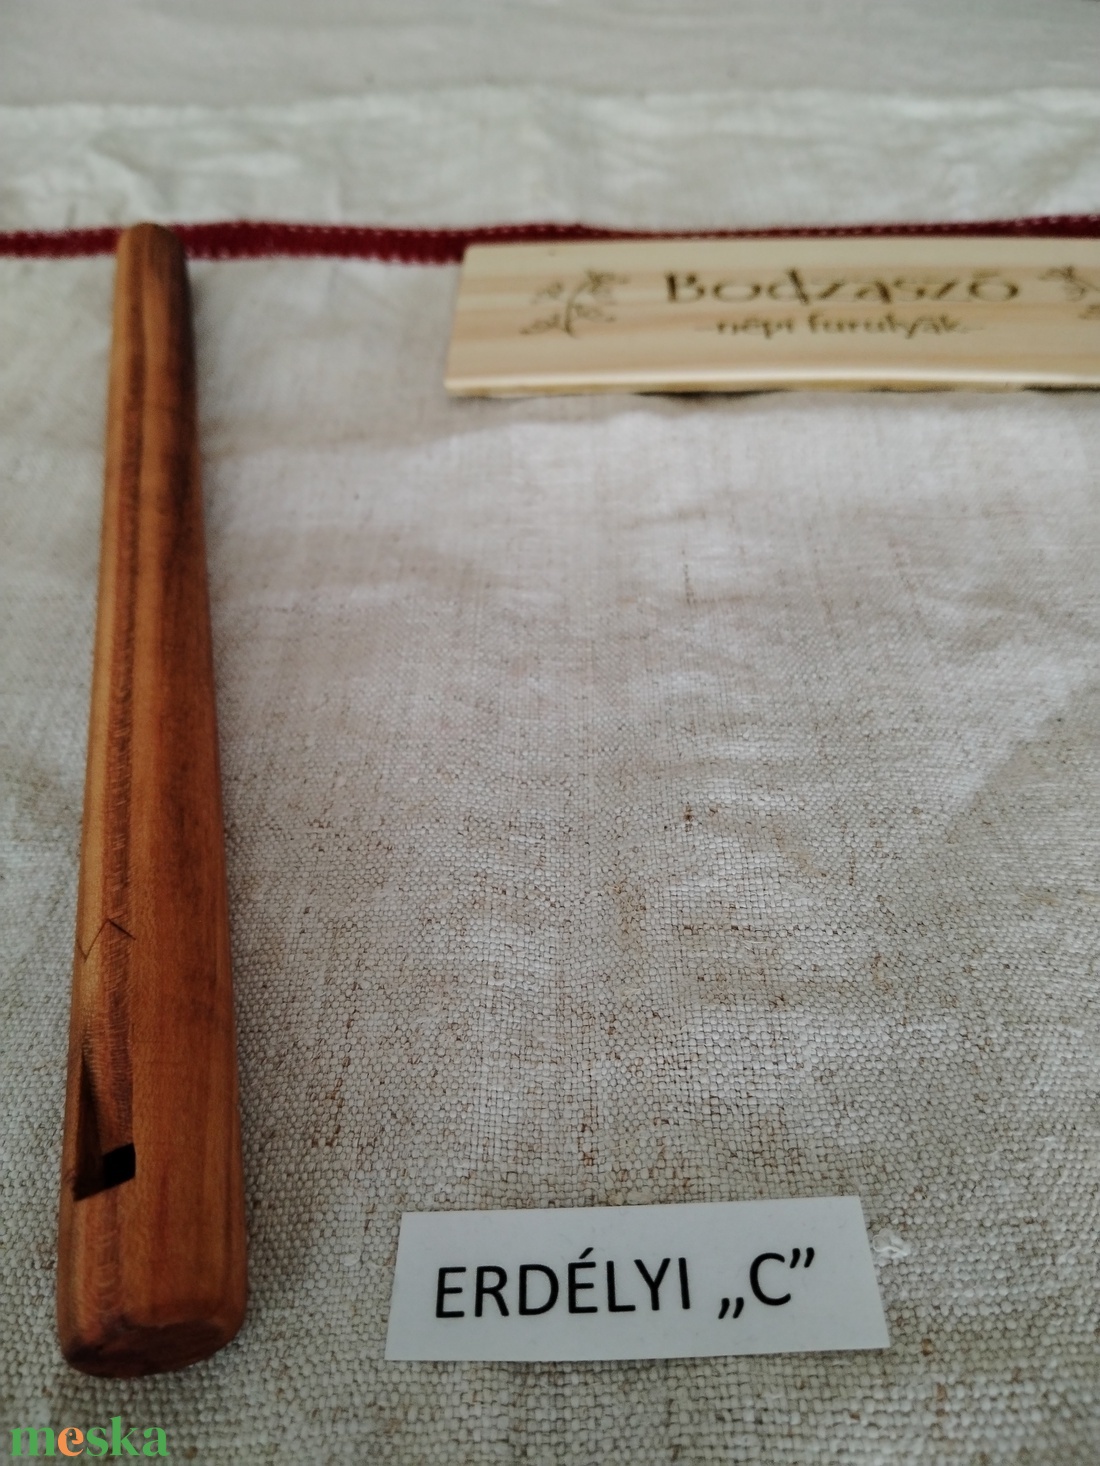 Bodzaszó
népi furulyák
ERDÉLYI „C”
meska